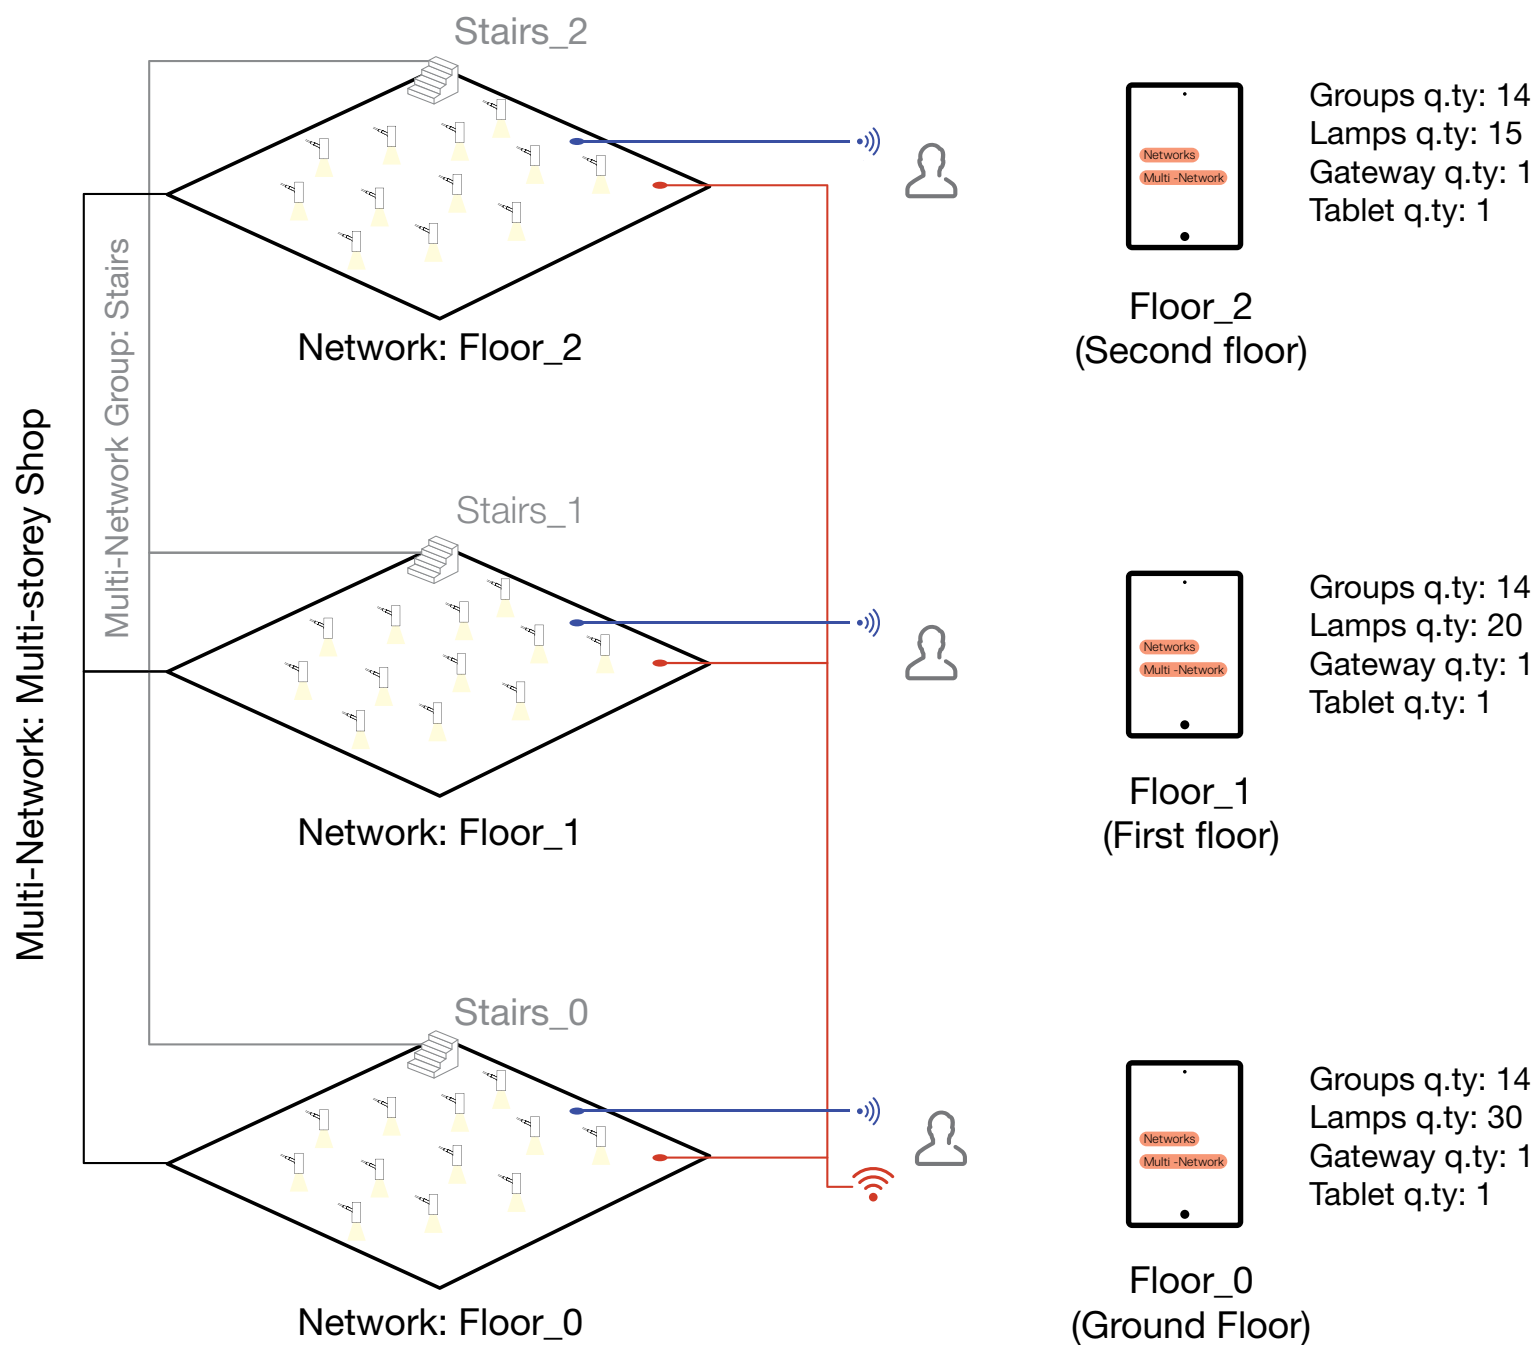 Stairs_2
Networks
Multi -Network
Groups q.ty: 14
Lamps q.ty: 15
Gateway q.ty: 1
Tablet q.ty: 1
Network: Floor_2
Floor_2
(Second floor)
Multi-Network: Multi-storey Shop
Multi-Network Group: Stairs
Stairs_1
Networks
Multi -Network
Groups q.ty: 14
Lamps q.ty: 20
Gateway q.ty: 1
Tablet q.ty: 1
Network: Floor_1
Floor_1
(First floor)
Stairs_0
Networks
Multi -Network
Groups q.ty: 14
Lamps q.ty: 30
Gateway q.ty: 1
Tablet q.ty: 1
Network: Floor_0
Floor_0
(Ground Floor)